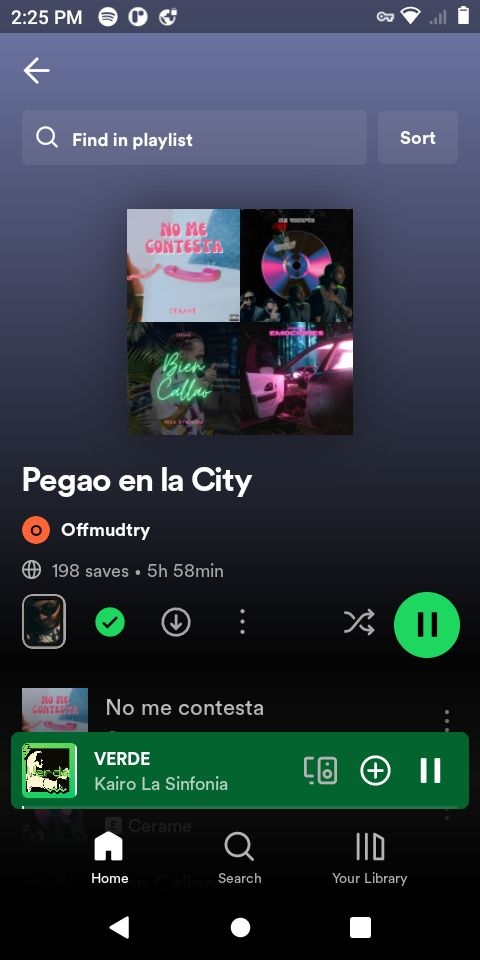 2:25 PM
Find in playlist
Sort
NO ME
CONTESTA
CERAME
Bien
Callao
EMOCIONES
Pegao en la City
O Offmudtry
198 saves • 5h 58min
No me contesta
VERDE
Kairo La Sinfonia
E Cerame
Home
Search
Your Library